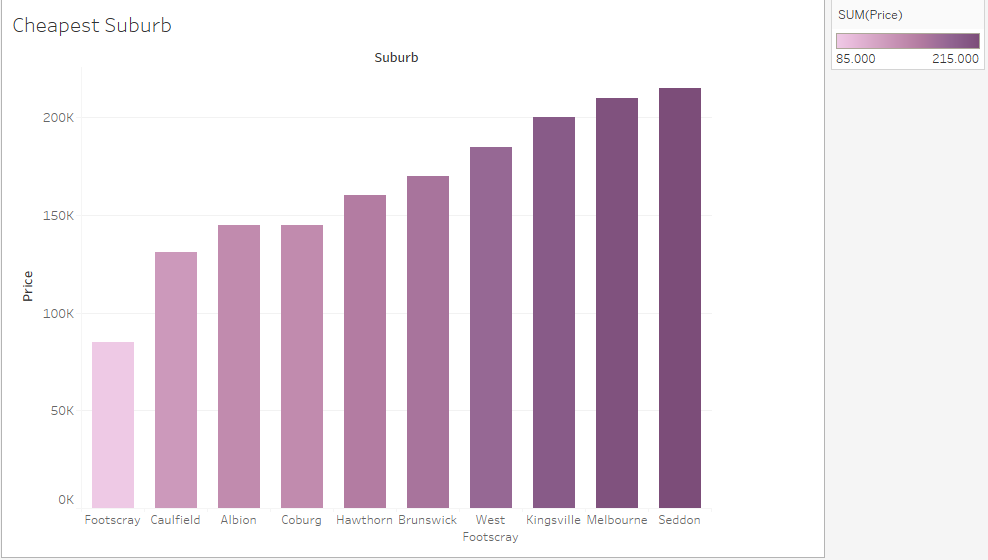 Cheapest Suburb
SUM(Price)
85.000 215.000
Suburb
Price
200K
150K
100K
50K
0K
Footscray Caulfield Albion Coburg Hawthorn Brunswick West Footscray Kingsville Melbourne Seddon